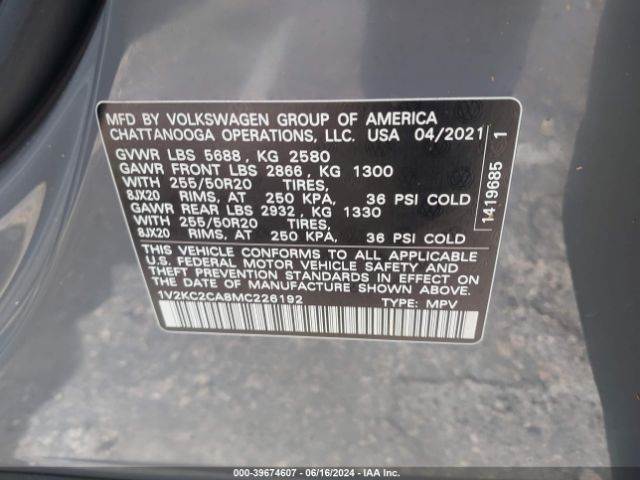 MFD BY VOLKSWAGEN GROUP OF AMERICA
CHATTANOOGA OPERATIONS, LLC. USA 04/2021
GVWR LBS 5688, KG 2580
GAWR FRONT LBS 2866, KG 1300
WITH 255/50R20 TIRES,
8JX20 RIMS, AT 250 KPA, 36 PSI COLD
GAWR REAR LBS 2932, KG 1330
WITH 255/50R20 TIRES,
8JX20 RIMS, AT 250 KPA, 36 PSI COLD
THIS VEHICLE CONFORMS TO ALL APPLICABLE
U.S. FEDERAL MOTOR VEHICLE SAFETY AND
THEFT PREVENTION STANDARDS IN EFFECT ON
THE DATE OF MANUFACTURE SHOWN ABOVE.
1V2KC2CA8MC226192 TYPE: MPV
1419685 1
000-39674607 - 06/16/2024 - IAA Inc.